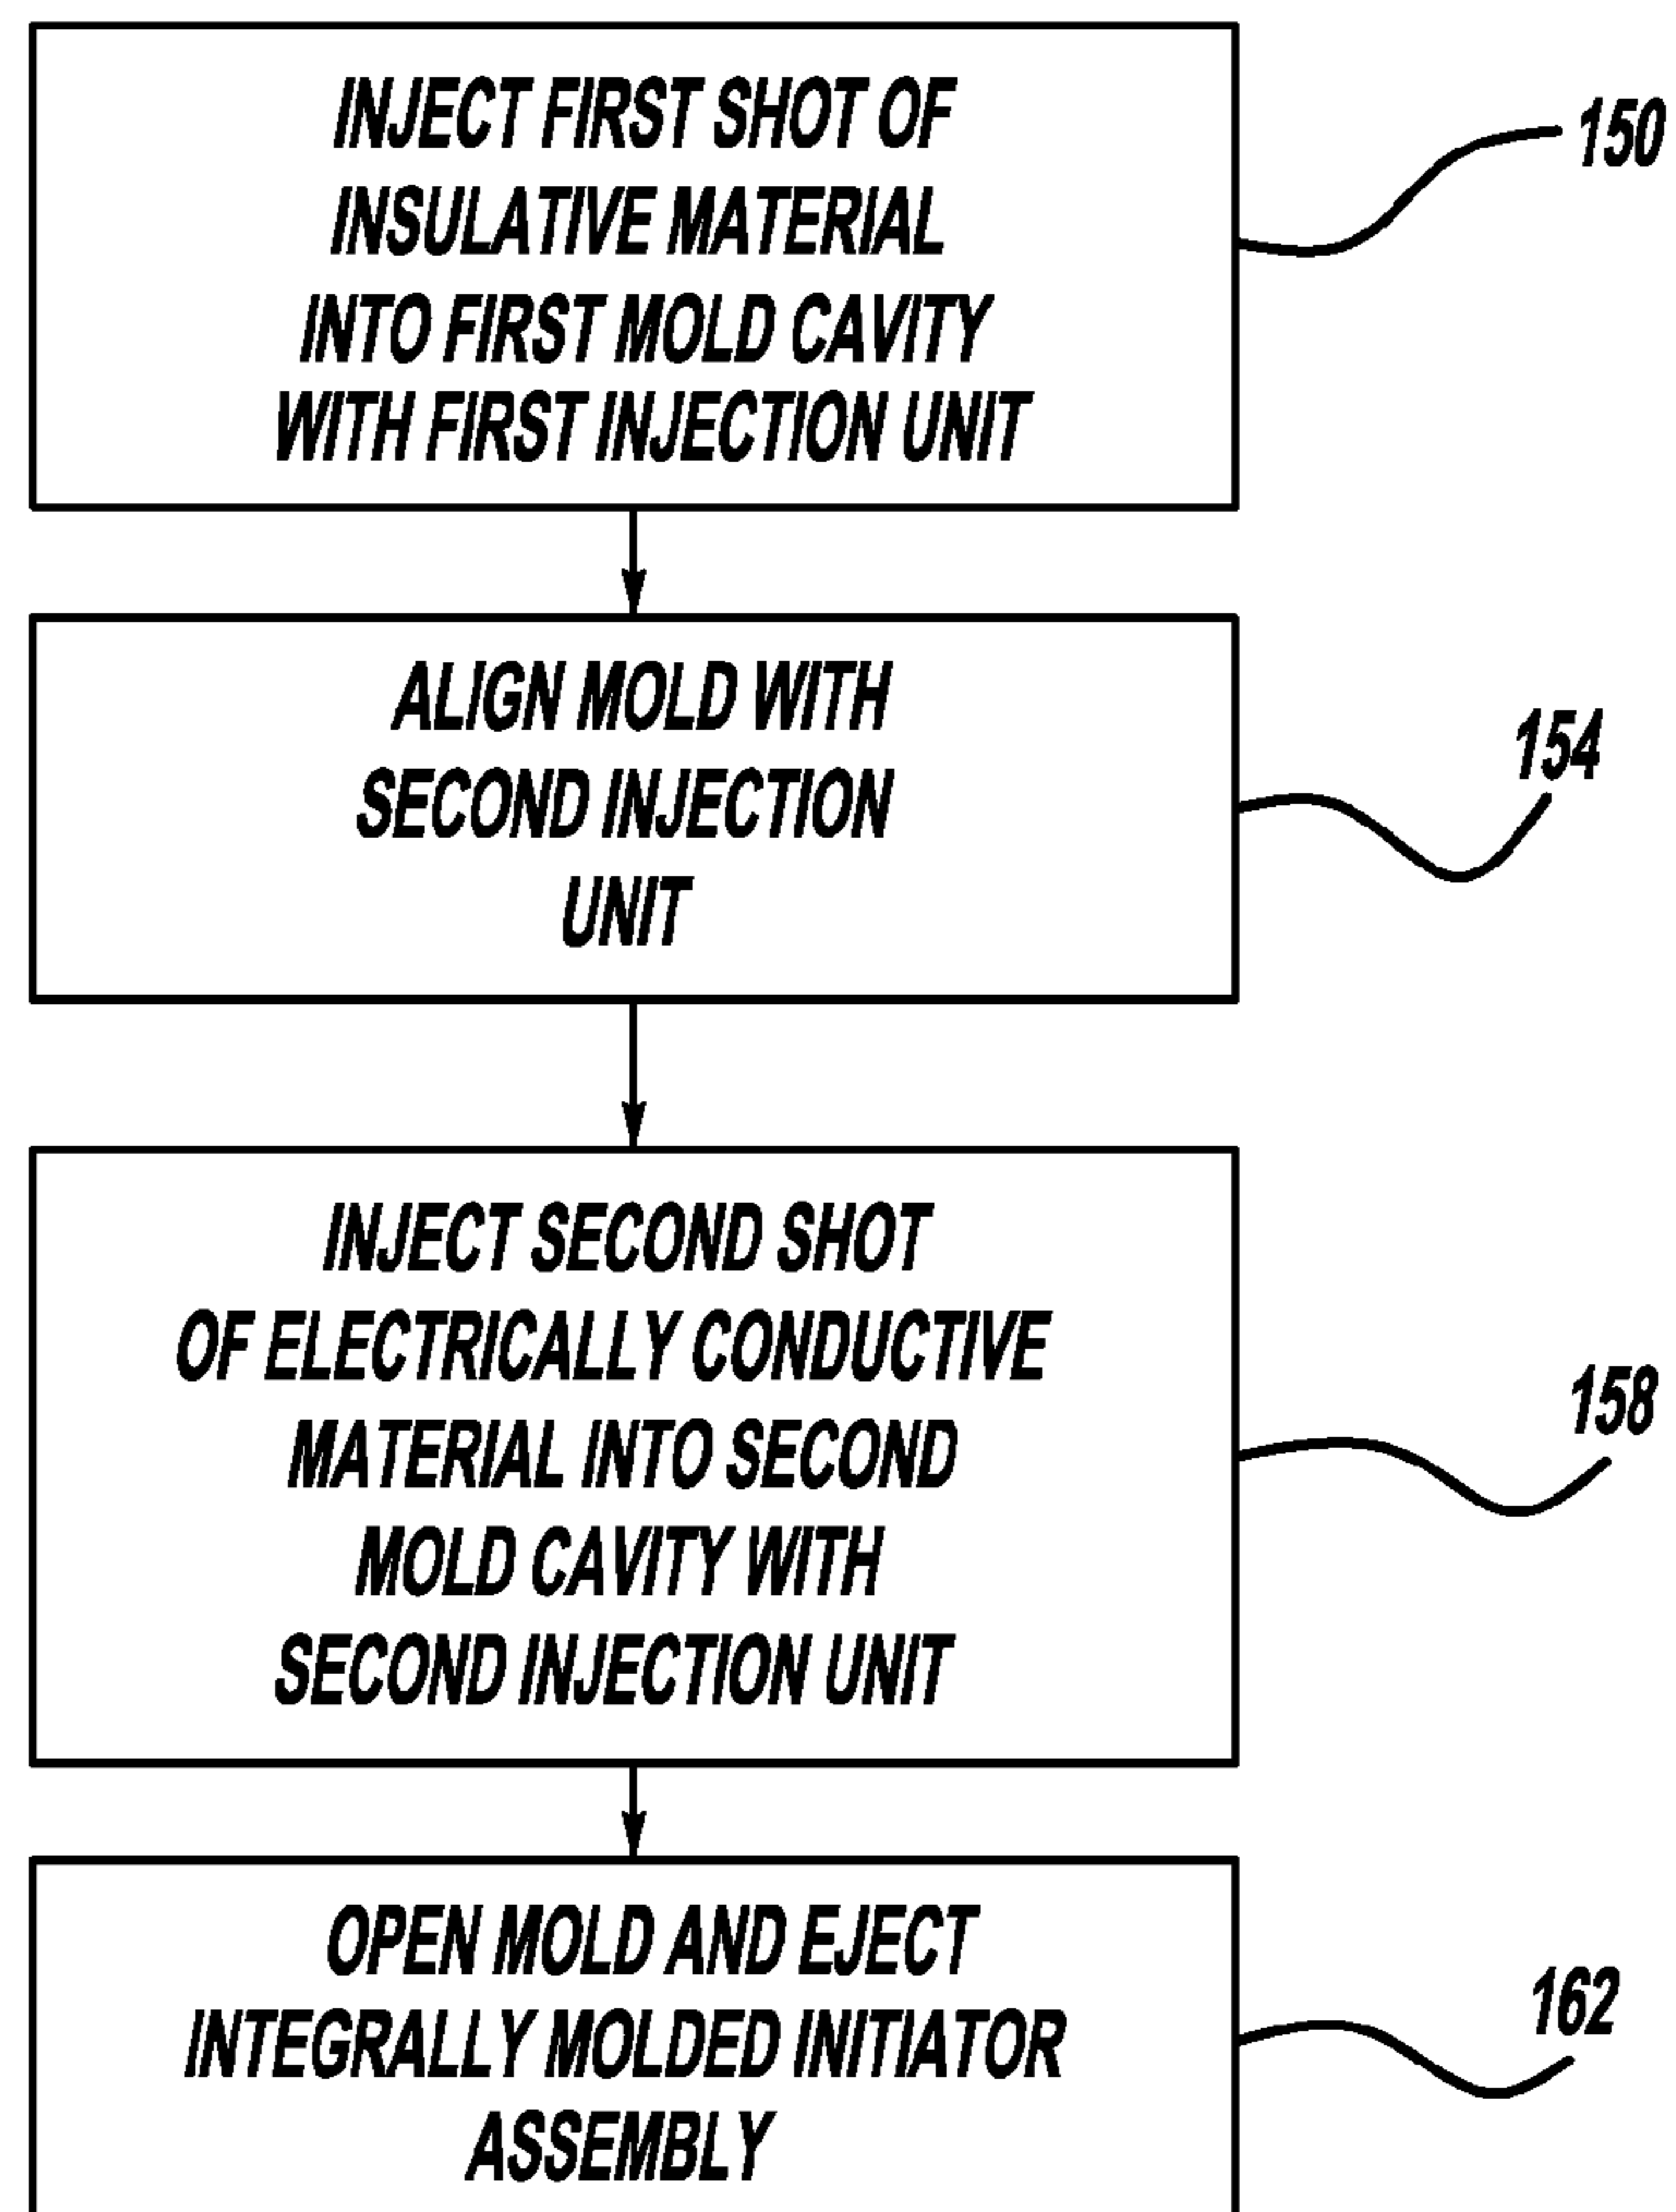 INJECT FIRST SHOT OF
INSULATIVE MATERIAL
INTO FIRST MOLD CAVITY
WITH FIRST INJECTION UNIT
150
ALIGN MOLD WITH
SECOND INJECTION
UNIT
154
INJECT SECOND SHOT
OF ELECTRICALLY CONDUCTIVE
MATERIAL INTO SECOND
MOLD CAVITY WITH
SECOND INJECTION UNIT
158
OPEN MOLD AND EJECT
INTEGRALLY MOLDED INITIATOR
ASSEMBLY
162